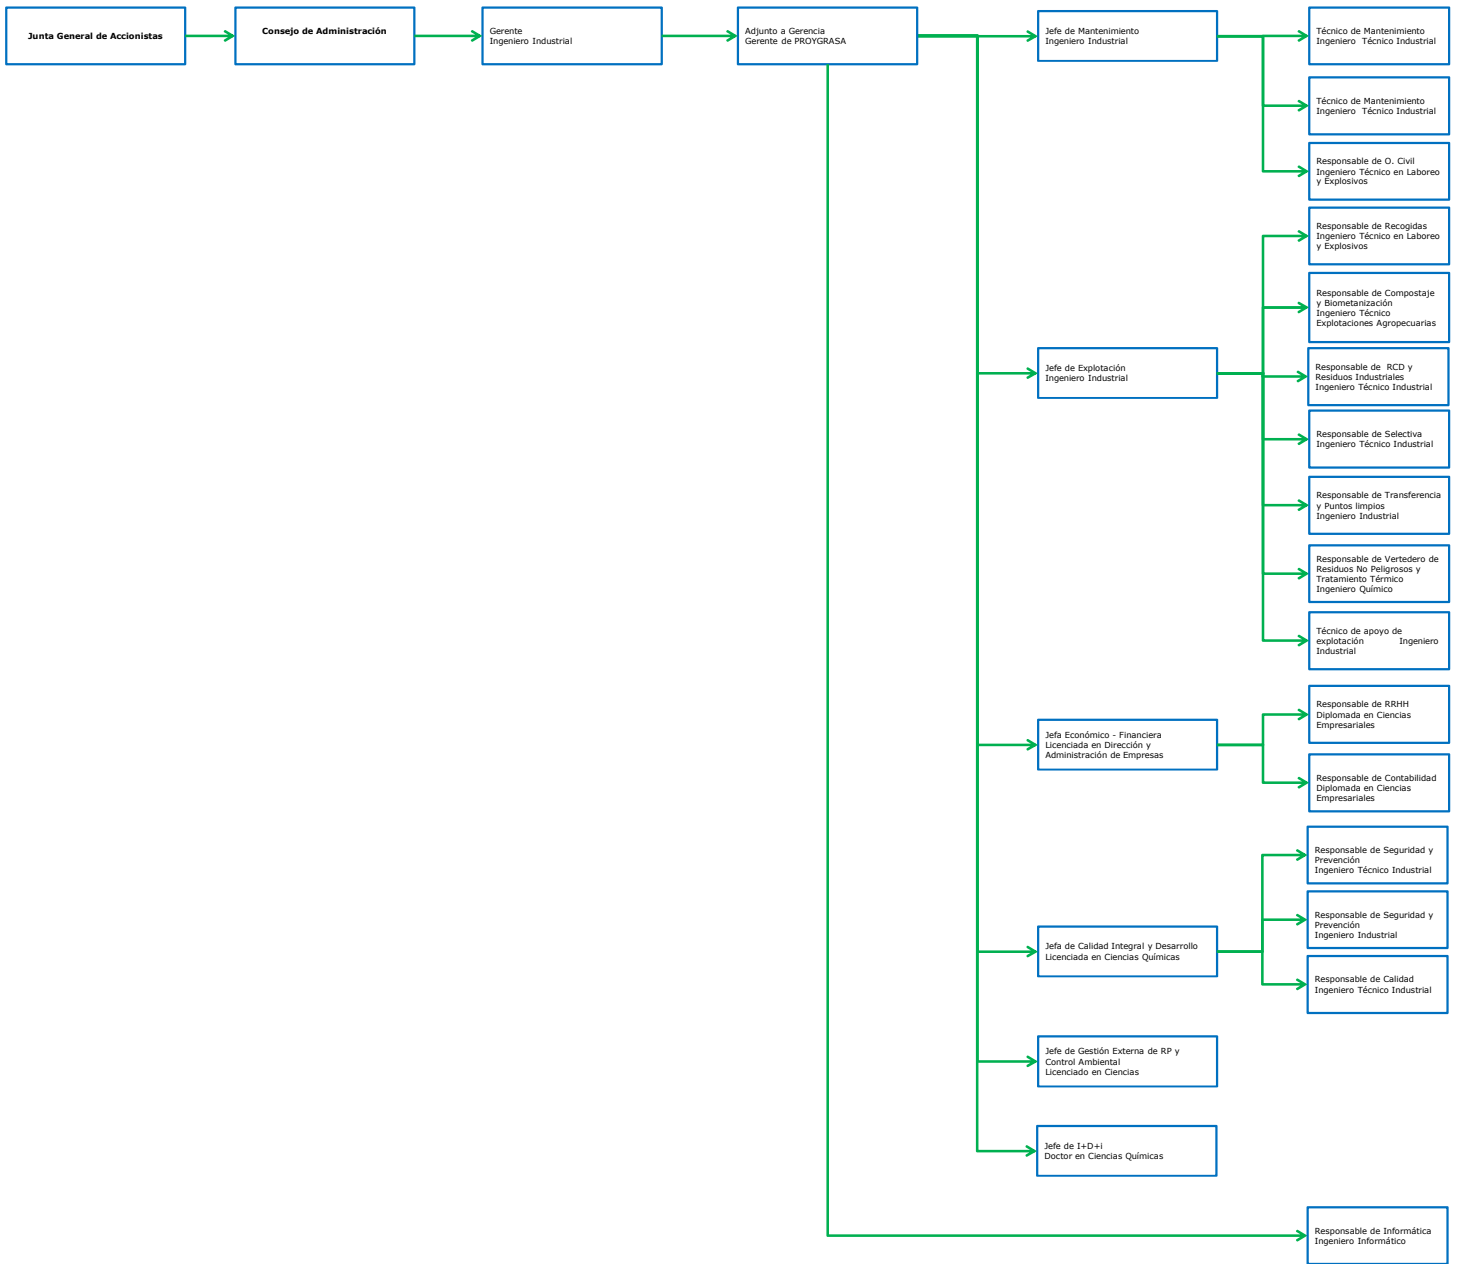 Junta General de Accionistas
Consejo de Administración
Gerente
Ingeniero Industrial
Adjunto a Gerencia
Gerente de PROYGRASA
Jefe de Mantenimiento
Ingeniero Industrial
Técnico de Mantenimiento
Ingeniero Técnico Industrial
Técnico de Mantenimiento
Ingeniero Técnico Industrial
Responsable de O. Civil
Ingeniero Técnico en Laboreo
y Explosivos
Jefe de Explotación
Ingeniero Industrial
Responsable de Recogidas
Ingeniero Técnico en Laboreo
y Explosivos
Responsable de Compostaje
y Biometanización
Ingeniero Técnico
Explotaciones Agropecuarias
Responsable de RCD y
Residuos Industriales
Ingeniero Técnico Industrial
Responsable de Selectiva
Ingeniero Técnico Industrial
Responsable de Transferencia
y Puntos limpios
Ingeniero Industrial
Responsable de Vertedero de
Residuos No Peligrosos y
Tratamiento Térmico
Ingeniero Químico
Técnico de apoyo de
explotación Ingeniero
Industrial
Jefa Económico - Financiera
Licenciada en Dirección y
Administración de Empresas
Responsable de RRHH
Diplomada en Ciencias
Empresariales
Responsable de Contabilidad
Diplomada en Ciencias
Empresariales
Jefa de Calidad Integral y Desarrollo
Licenciada en Ciencias Químicas
Responsable de Seguridad y
Prevención
Ingeniero Técnico Industrial
Responsable de Seguridad y
Prevención
Ingeniero Industrial
Responsable de Calidad
Ingeniero Técnico Industrial
Jefe de Gestión Externa de RP y
Control Ambiental
Licenciado en Ciencias
Jefe de I+D+i
Doctor en Ciencias Químicas
Responsable de Informática
Ingeniero Informático